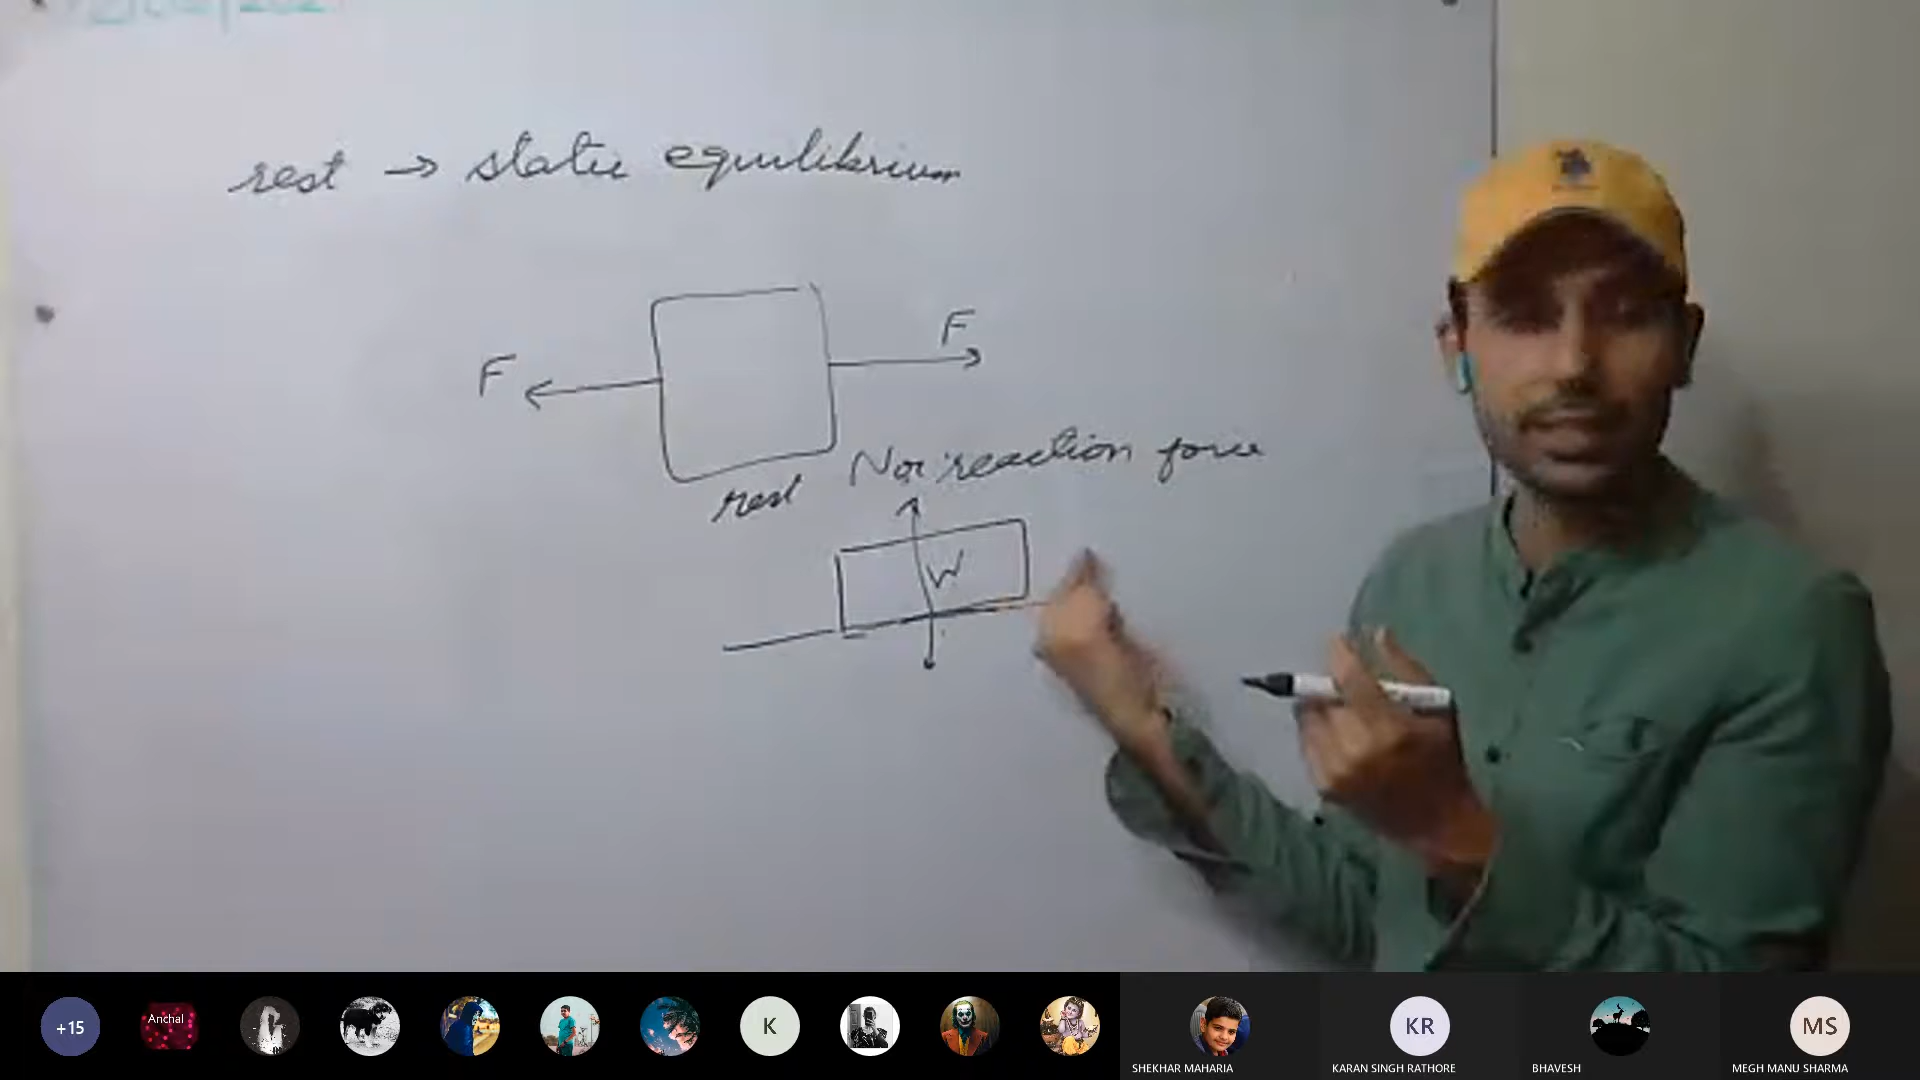 rest → static equilibrium
F
F
Nor reaction force
rest
W
+15
Anchal
K
KR
MS
SHEKHAR MAHARIA
KARAN SINGH RATHORE
BHAVESH
MEGH MANU SHARMA